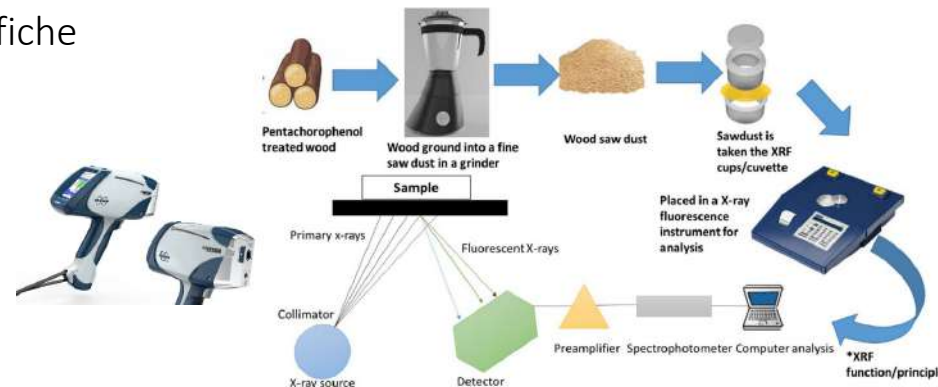 fiche
Pentachorophenol
treated wood
Wood ground into a fine
saw dust in a grinder
Wood saw dust
Sawdust is
taken the XRF
cups/cuvette
Placed in a X-ray
fluorescence
instrument for
analysis
Sample
Primary x-rays
Fluorescent X-rays
Collimator
X-ray source
Detector
Preamplifier
Spectrophotometer
Computer analysis
*XRF
function/principl